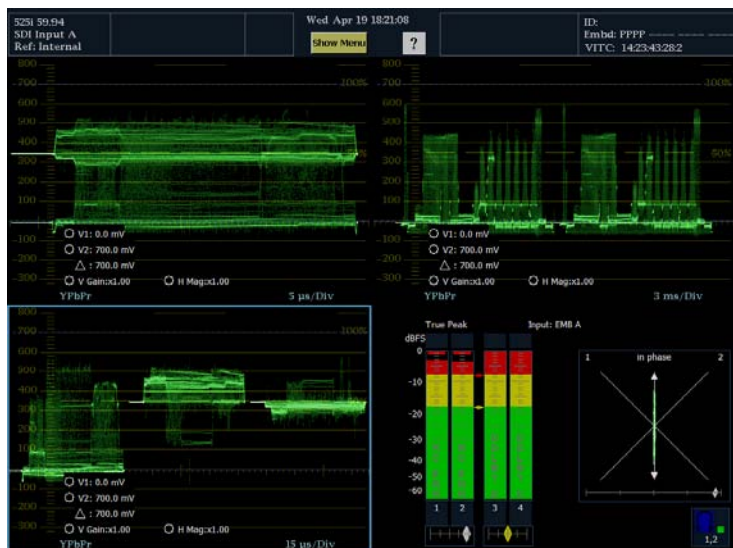 525i 59.94
SDI Input A
Ref: Internal
Wed Apr 19 18:21:08
Show Menu
?
ID:
Embd: PPPP ---- ---- ----
VITC: 14:23:43:28:2
800
700
600
500
400
300
200
100
-100
-200
-300
100%
V1: 0.0 mV
V2: 700.0 mV
△ : 700.0 mV
V Gain:x1.00
H Mag:x1.00
YPbPr
5 µs/Div
800
700
600
500
400
300
200
100
-100
-200
-300
100%
50%
V1: 0.0 mV
V2: 700.0 mV
△ : 700.0 mV
V Gain:x1.00
H Mag:x1.00
YPbPr
3 ms/Div
800
700
600
500
400
300
200
100
-100
-200
-300
100%
V1: 0.0 mV
V2: 700.0 mV
△ : 700.0 mV
V Gain:x1.00
H Mag:x1.00
YPbPr
15 µs/Div
True Peak
Input: EMB A
dBFS
0
-10
-20
-30
-40
-50
-60
1 2 3 4
1 in phase 2
1,2